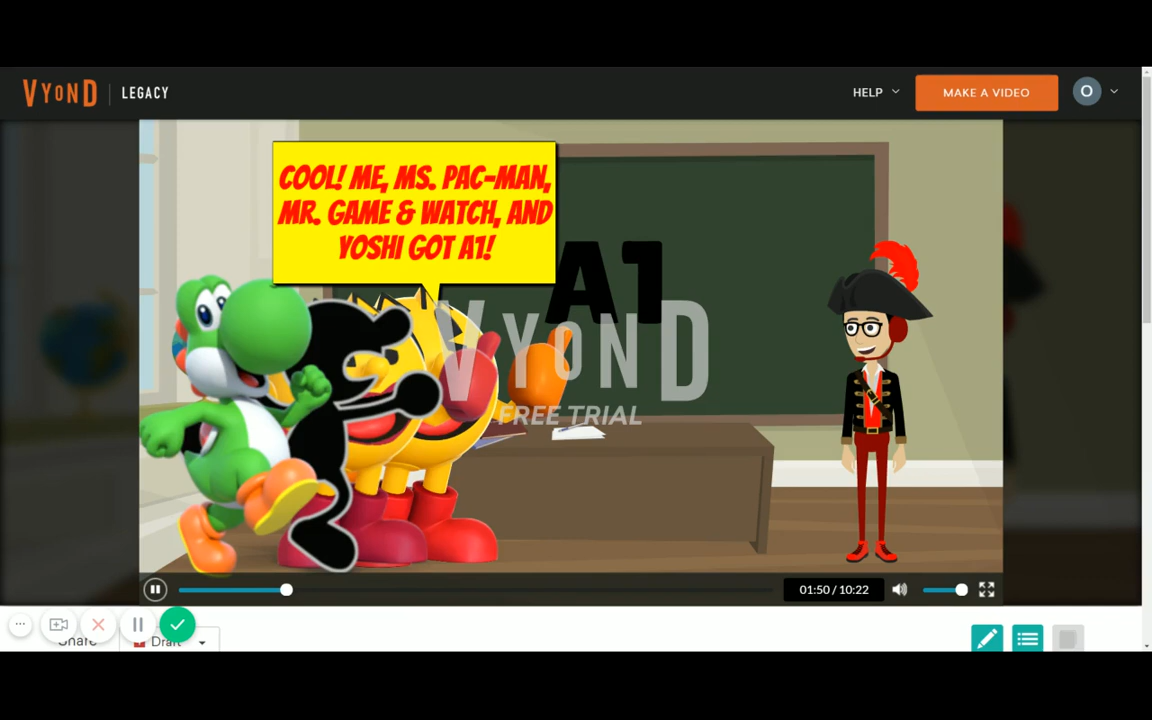 VYOND LEGACY
HELP
MAKE A VIDEO
O
COOL! ME, MS. PAC-MAN,
MR. GAME & WATCH, AND
YOSHI GOT A1!
A1
VYOND
FREE TRIAL
01:50 / 10:22
Share
Draft